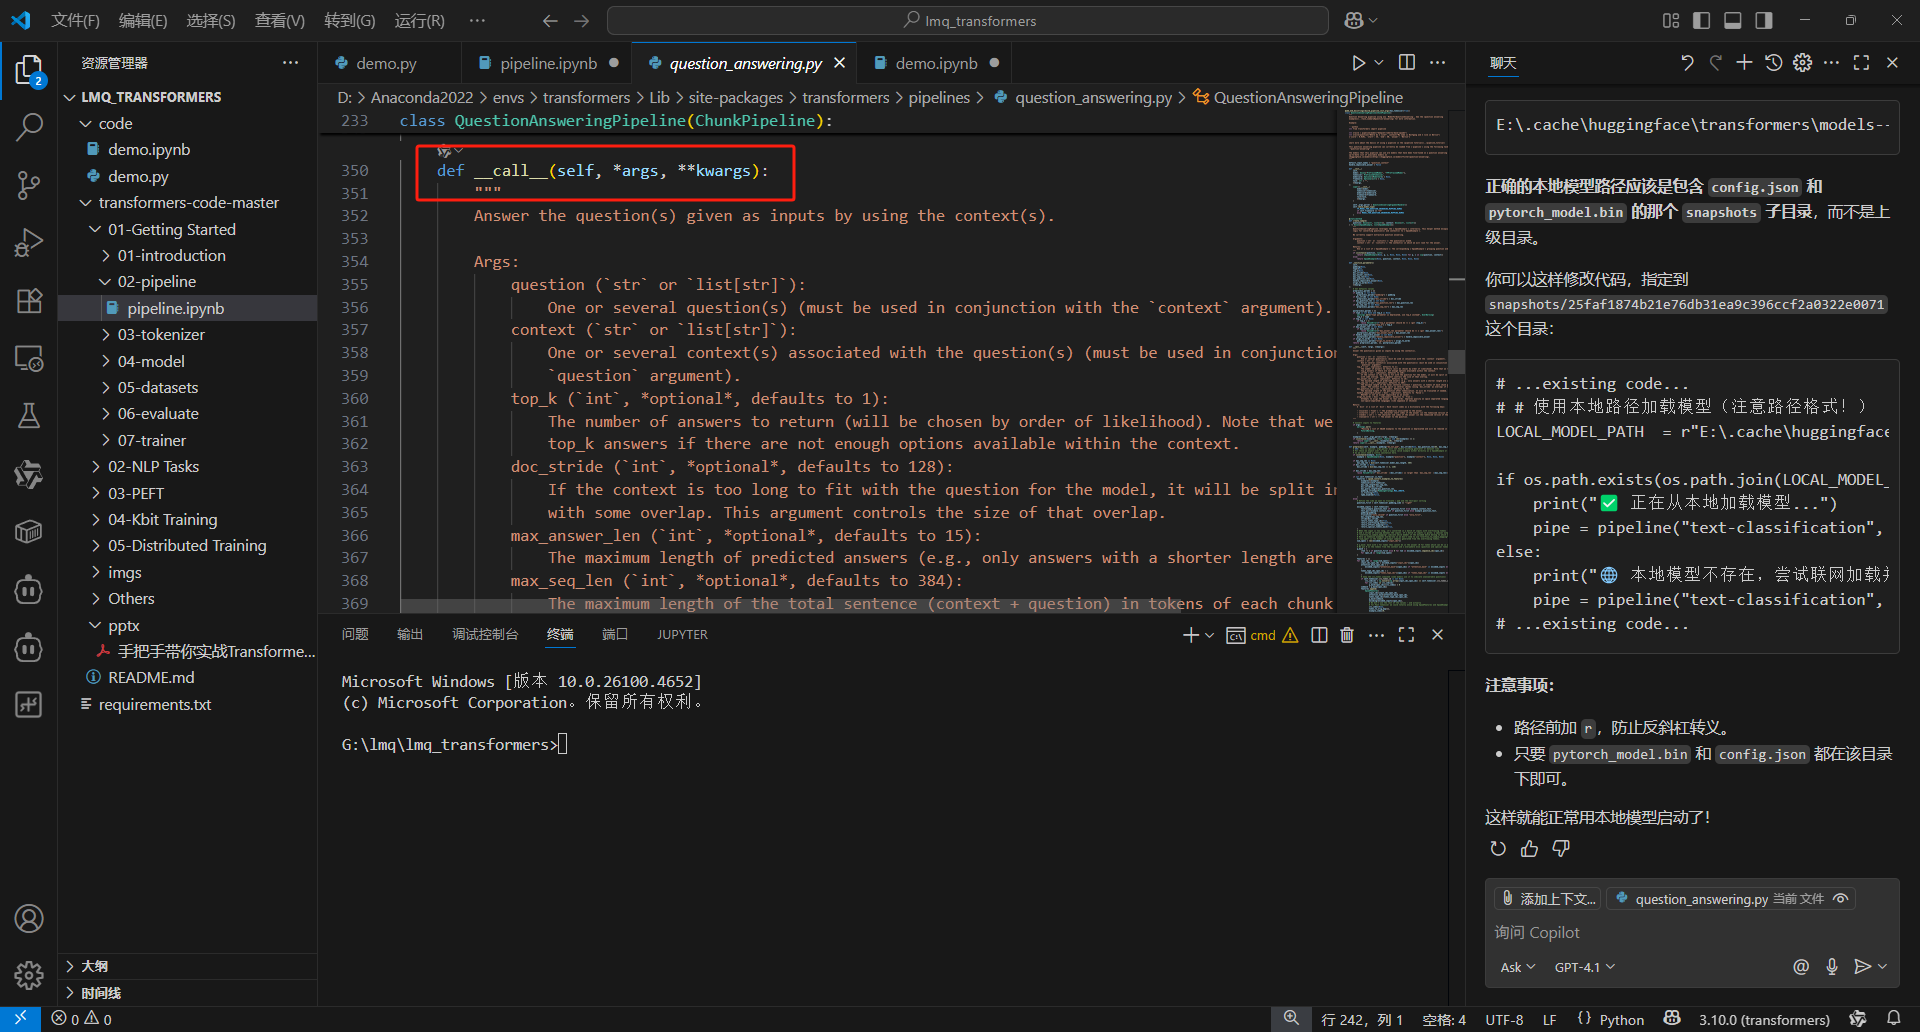 文件(F) 编辑(E) 选择(S) 查看(V) 转到(G) 运行(R) ··· lmq_transformers
资源管理器
LMQ_TRANSFORMERS
code
demo.ipynb
demo.py
transformers-code-master
01-Getting Started
01-introduction
02-pipeline
pipeline.ipynb
03-tokenizer
04-model
05-datasets
06-evaluate
07-trainer
02-NLP Tasks
03-PEFT
04-Kbit Training
05-Distributed Training
imgs
Others
pptx
手把手带你实战Transforme...
README.md
requirements.txt
大纲
时间线
2
demo.py pipeline.ipynb question_answering.py demo.ipynb
D: > Anaconda2022 > envs > transformers > Lib > site-packages > transformers > pipelines > question_answering.py > QuestionAnsweringPipeline
233 class QuestionAnsweringPipeline(ChunkPipeline):
350 def __call__(self, *args, **kwargs):
351 """
352 Answer the question(s) given as inputs by using the context(s).
353
354 Args:
355 question (`str` or `list[str]`):
356 One or several question(s) (must be used in conjunction with the `context` argument).
357 context (`str` or `list[str]`):
358 One or several context(s) associated with the question(s) (must be used in conjunction
359 `question` argument).
360 top_k (`int`, *optional*, defaults to 1):
361 The number of answers to return (will be chosen by order of likelihood). Note that we
362 top_k answers if there are not enough options available within the context.
363 doc_stride (`int`, *optional*, defaults to 128):
364 If the context is too long to fit with the question for the model, it will be split in
365 with some overlap. This argument controls the size of that overlap.
366 max_answer_len (`int`, *optional*, defaults to 15):
367 The maximum length of predicted answers (e.g., only answers with a shorter length are
368 max_seq_len (`int`, *optional*, defaults to 384):
369 The maximum length of the total sentence (context + question) in tokens of each chunk
问题 输出 调试控制台 终端 端口 JUPYTER cmd
Microsoft Windows [版本 10.0.26100.4652]
(c) Microsoft Corporation。保留所有权利。
G:\lmq\lmq_transformers>
聊天
E:\.cache\huggingface\transformers\models--
正确的本地模型路径应该是包含 config.json 和
pytorch_model.bin 的那个 snapshots 子目录，而不是上
级目录。
你可以这样修改代码，指定到
snapshots/25faf1874b21e76db31ea9c396ccf2a0322e0071
这个目录：
# ...existing code...
# # 使用本地路径加载模型（注意路径格式！）
LOCAL_MODEL_PATH = r"E:\.cache\huggingface
if os.path.exists(os.path.join(LOCAL_MODEL_
print("✅ 正在从本地加载模型...")
pipe = pipeline("text-classification",
else:
print("🌐 本地模型不存在，尝试联网加载并
pipe = pipeline("text-classification",
# ...existing code...
注意事项：
• 路径前加 r，防止反斜杠转义。
• 只要 pytorch_model.bin 和 config.json 都在该目录
下即可。
这样就能正常用本地模型启动了！
添加上下文... question_answering.py 当前文件
询问 Copilot
Ask GPT-4.1
0 0 行 242，列 1 空格: 4 UTF-8 LF {} Python 3.10.0 (transformers)